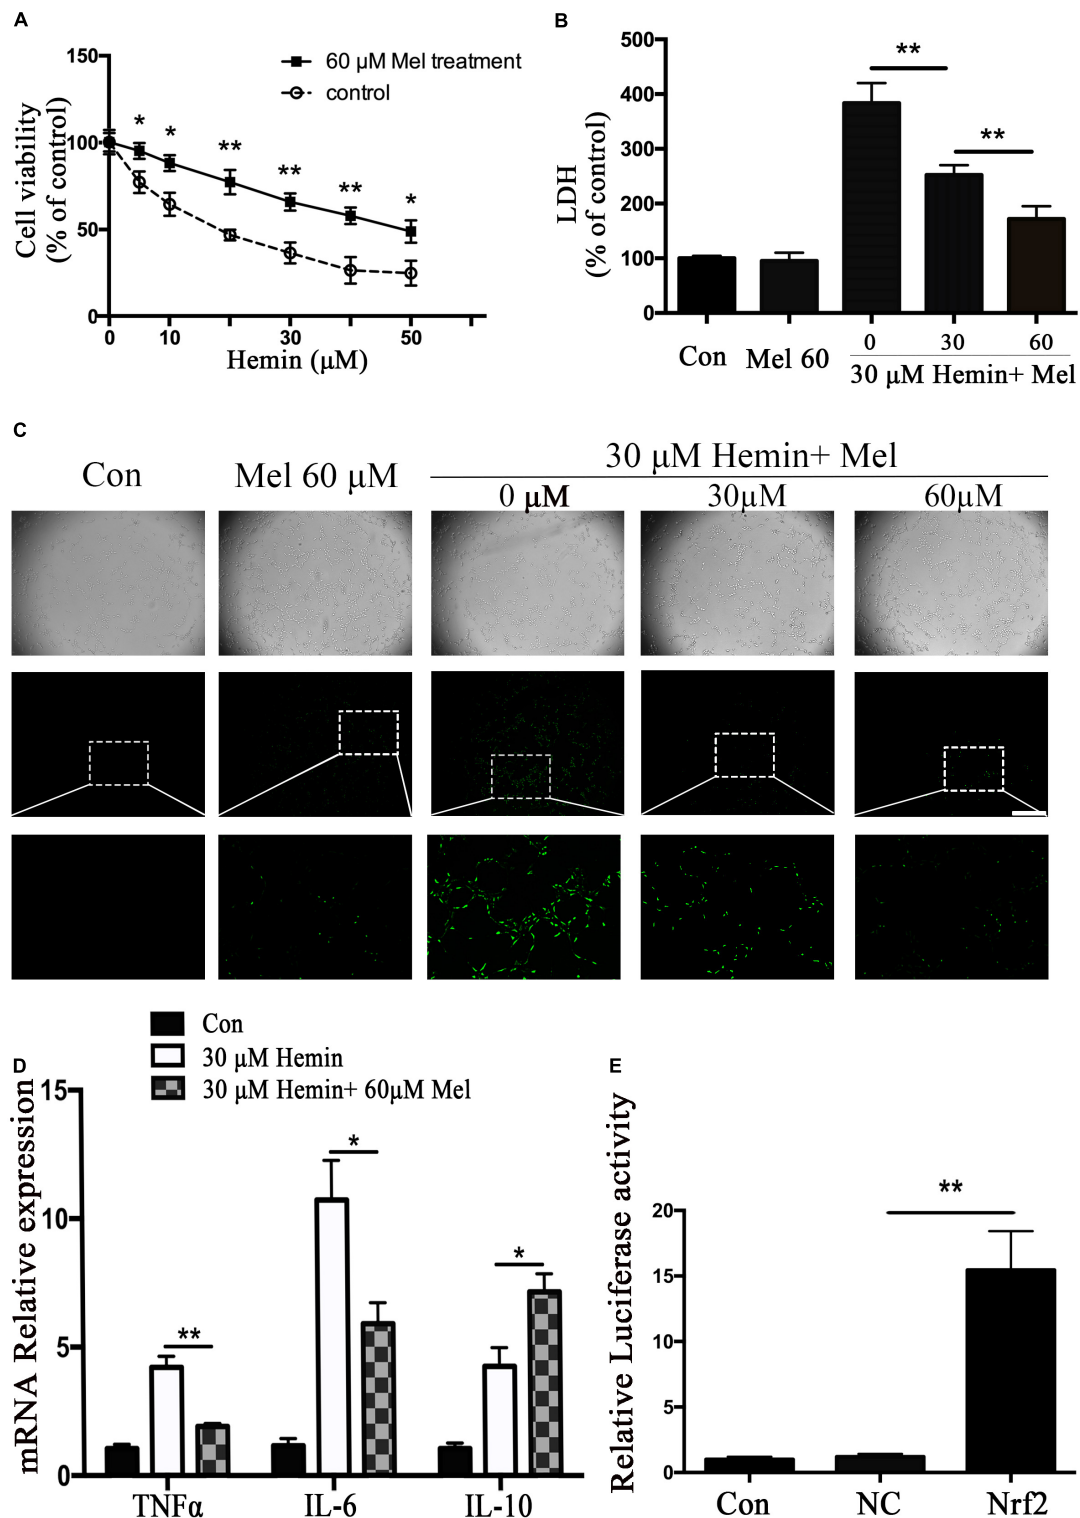 A
Cell viability
(% of control)
150
100
50
0
60 μM Mel treatment
control
*
*
**
**
**
*
0
10
30
50
Hemin (μM)
B
LDH
(% of control)
500
400
300
200
100
0
**
**
Con
Mel 60
0
30
60
30 μM Hemin+ Mel
C
Con
Mel 60 μM
30 μM Hemin+ Mel
0 μM
30μM
60μM
Con
30 μM Hemin
30 μM Hemin+ 60μM Mel
D
mRNA Relative expression
15
10
5
0
**
*
*
TNFα
IL-6
IL-10
E
Relative Luciferase activity
20
15
10
5
0
**
Con
NC
Nrf2